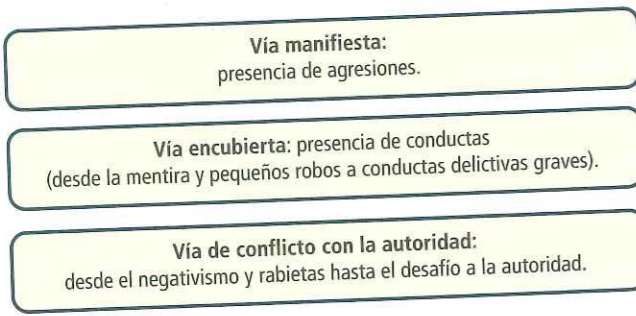 Vía manifiesta:
presencia de agresiones.
Vía encubierta: presencia de conductas
(desde la mentira y pequeños robos a conductas delictivas graves).
Vía de conflicto con la autoridad:
desde el negativismo y rabietas hasta el desafío a la autoridad.